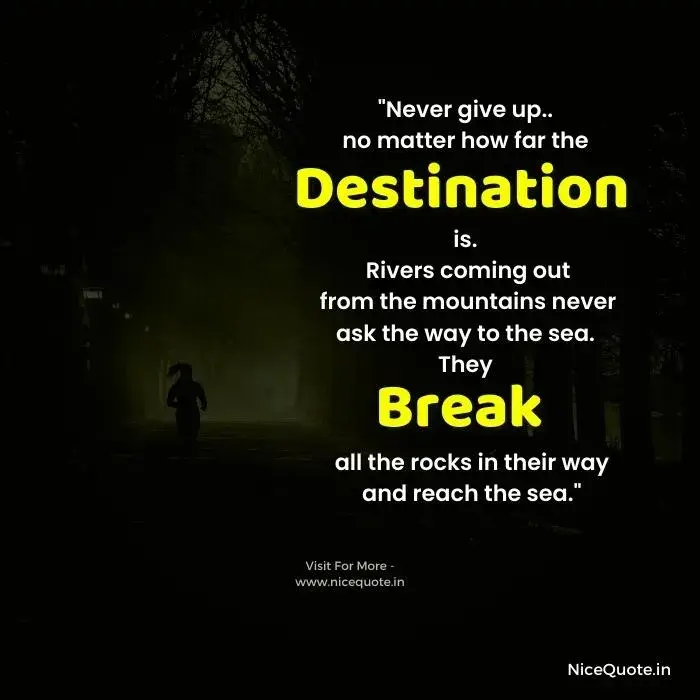 "Never give up..
no matter how far the
Destination
is.
Rivers coming out
from the mountains never
ask the way to the sea.
They
Break
all the rocks in their way
and reach the sea."
Visit For More -
www.nicequote.in
NiceQuote.in